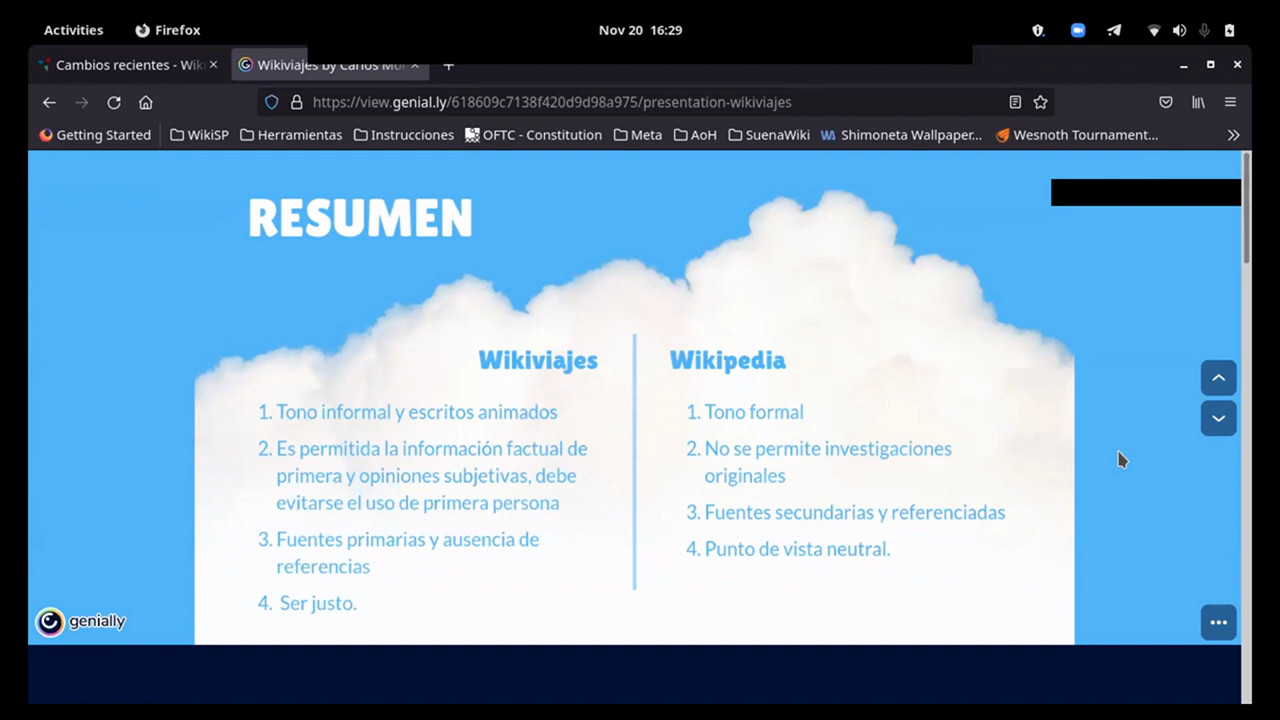 Activities Firefox Nov 20 16:29
Cambios recientes - Wiki Wikiviajes by Carlos Mor
https://view.genial.ly/618609c7138f420d9d98a975/presentation-wikiviajes
Getting Started WikiSP Herramientas Instrucciones OFTC - Constitution Meta AoH SuenaWiki Shimoneta Wallpaper... Wesnoth Tournament...
RESUMEN
Wikiviajes
1. Tono informal y escritos animados
2. Es permitida la información factual de
primera y opiniones subjetivas, debe
evitarse el uso de primera persona
3. Fuentes primarias y ausencia de
referencias
4. Ser justo.
Wikipedia
1. Tono formal
2. No se permite investigaciones
originales
3. Fuentes secundarias y referenciadas
4. Punto de vista neutral.
genially